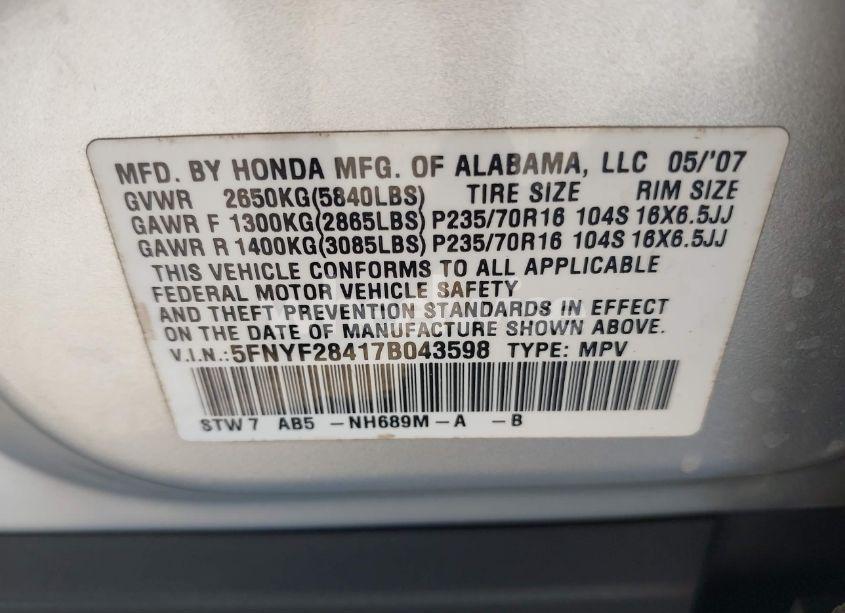 MFD. BY HONDA MFG. OF ALABAMA, LLC 05/'07
GVWR 2650KG(5840LBS) TIRE SIZE RIM SIZE
GAWR F 1300KG(2865LBS) P235/70R16 104S 16X6.5JJ
GAWR R 1400KG(3085LBS) P235/70R16 104S 16X6.5JJ
THIS VEHICLE CONFORMS TO ALL APPLICABLE
FEDERAL MOTOR VEHICLE SAFETY
AND THEFT PREVENTION STANDARDS IN EFFECT
ON THE DATE OF MANUFACTURE SHOWN ABOVE.
V.I.N.: 5FNYF28417B043598 TYPE: MPV
STW 7 AB5 -NH689M-A -B